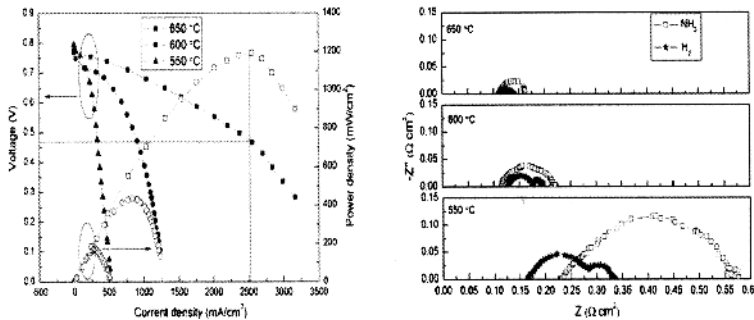 0.9
0.8
0.7
0.6
0.5
0.4
0.3
0.2
0.1
0.0
Voltage (V)
650 °C
600 °C
550 °C
1400
1200
1000
800
600
400
200
0
Power density (mW/cm²)
-500 0 500 1000 1500 2000 2500 3000 3500
Current density (mA/cm²)
0.15
0.10
0.05
0.00
650 °C
NH₃
H₂
0.15
0.10
0.05
0.00
600 °C
0.15
0.10
0.05
0.00
550 °C
-Z'' (Ω cm²)
0.00 0.05 0.10 0.15 0.20 0.25 0.30 0.35 0.40 0.45 0.50 0.55 0.6
Z (Ω cm²)